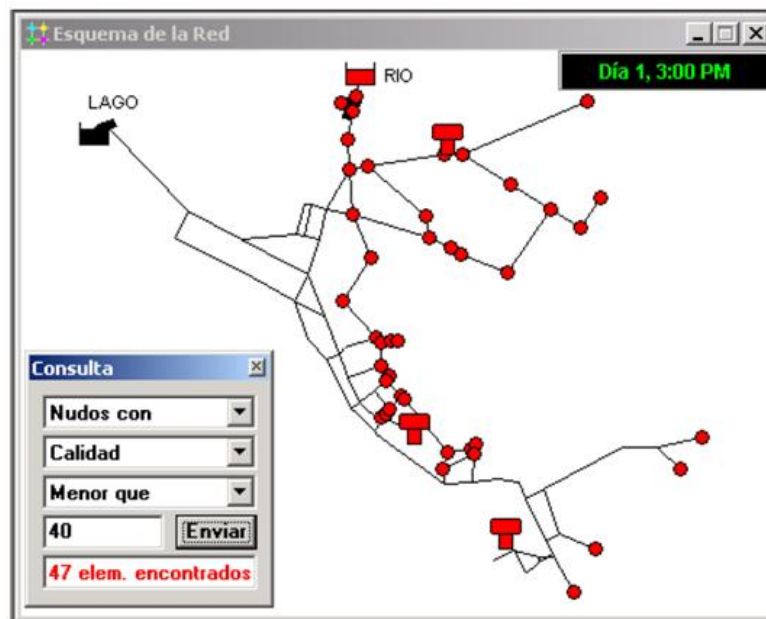 Esquema de la Red
Día 1, 3:00 PM
RIO
LAGO
Consulta
Nudos con
Calidad
Menor que
40
Enviar
47 elem. encontrados